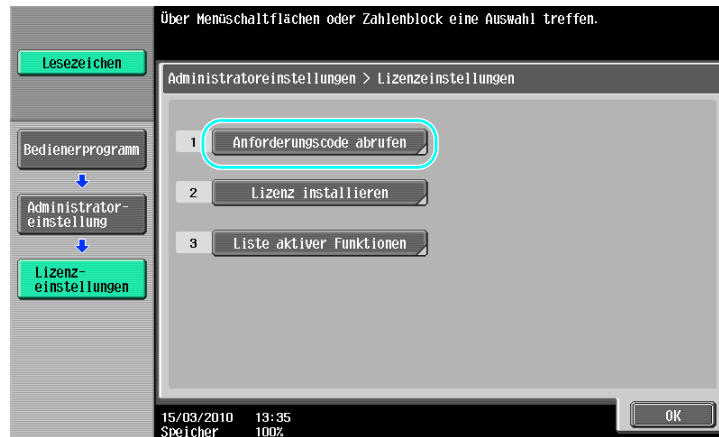 Über Menüschaltflächen oder Zahlenblock eine Auswahl treffen.
Lesezeichen
Administratoreinstellungen > Lizenzeinstellungen
Bedienerprogramm
Administrator-
einstellung
Lizenz-
einstellungen
1 Anforderungscode abrufen
2 Lizenz installieren
3 Liste aktiver Funktionen
15/03/2010 13:35
Speicher 100%
OK